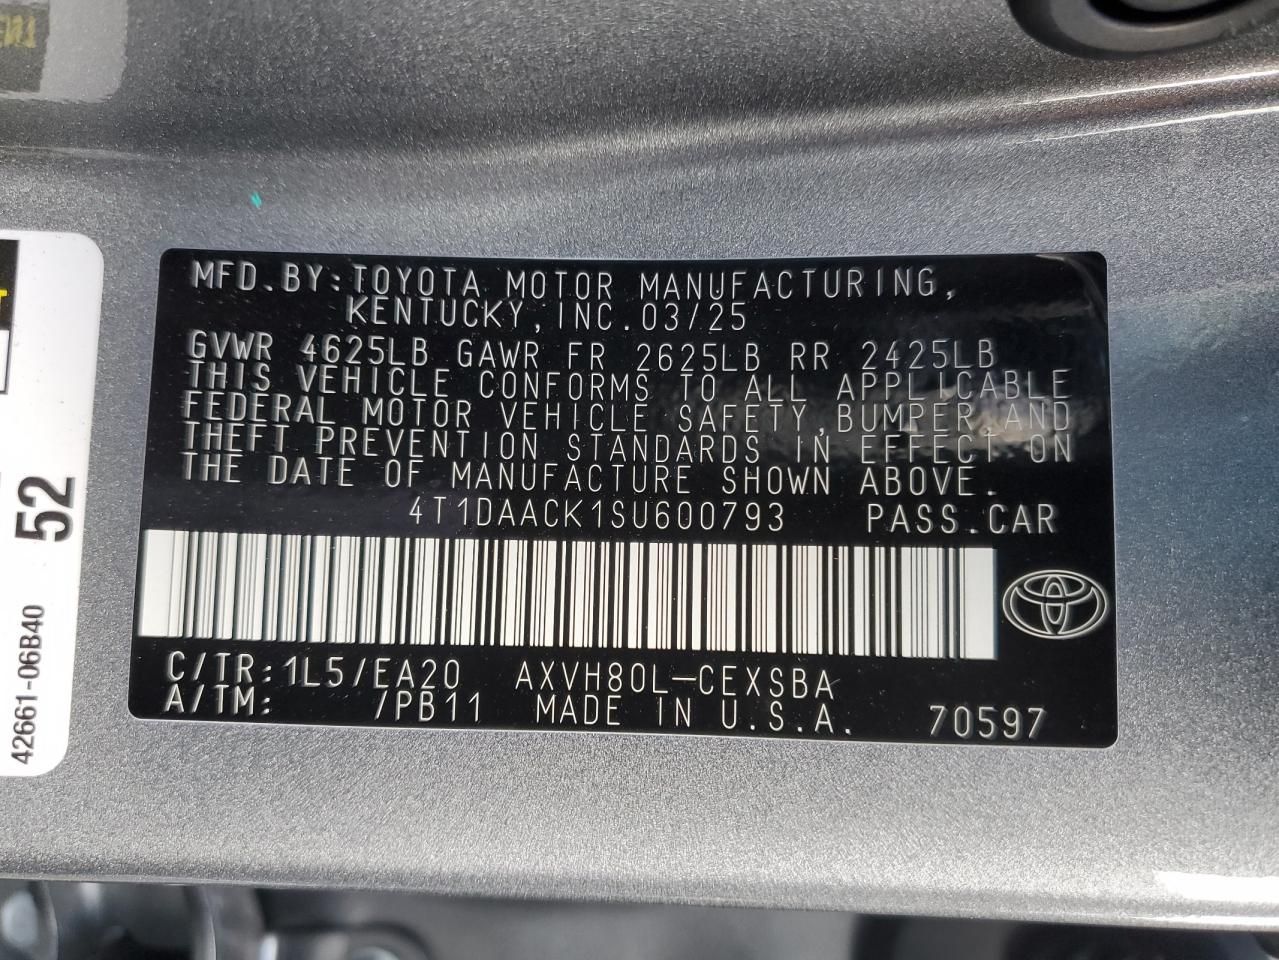 MFD.BY:TOYOTA MOTOR MANUFACTURING,
KENTUCKY,INC.03/25
GVWR 4625LB GAWR FR 2625LB RR 2425LB
THIS VEHICLE CONFORMS TO ALL APPLICABLE
FEDERAL MOTOR VEHICLE SAFETY,BUMPER,AND
THEFT PREVENTION STANDARDS IN EFFECT ON
THE DATE OF MANUFACTURE SHOWN ABOVE.
4T1DAACK1SU600793 PASS.CAR
C/TR:1L5/EA20 AXVH80L-CEXSBA
A/TM: /PB11 MADE IN U.S.A. 70597
52
42661-06B40